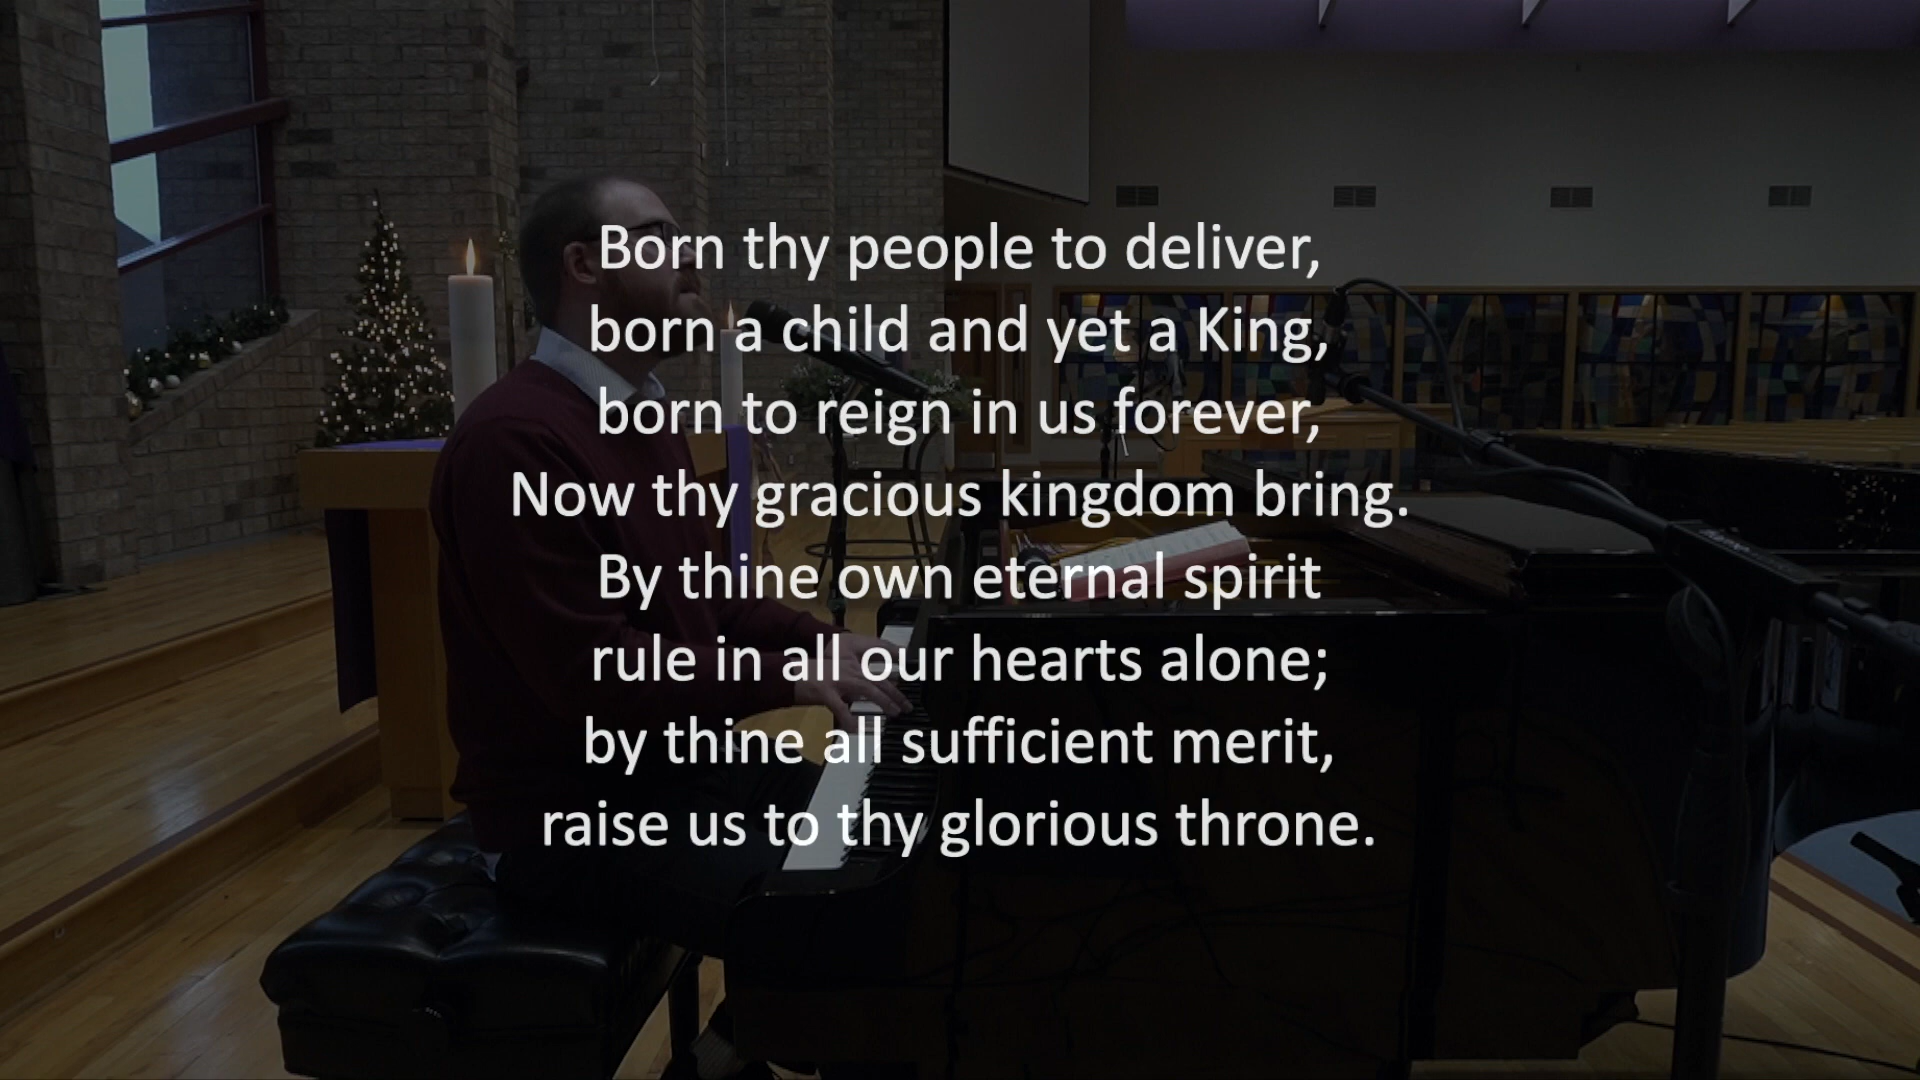 Born thy people to deliver,
born a child and yet a King,
born to reign in us forever,
Now thy gracious kingdom bring.
By thine own eternal spirit
rule in all our hearts alone;
by thine all sufficient merit,
raise us to thy glorious throne.